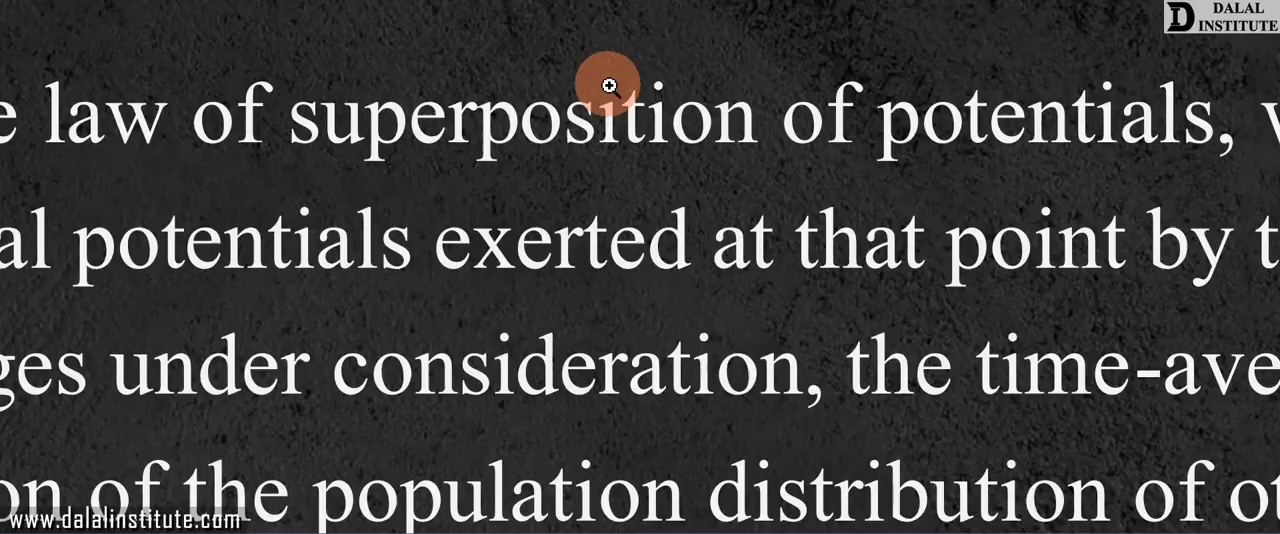 DALAL
INSTITUTE
e law of superposition of potentials,
al potentials exerted at that point by t
ges under consideration, the time-ave
on of the population distribution of ot
www.dalalinstitute.com